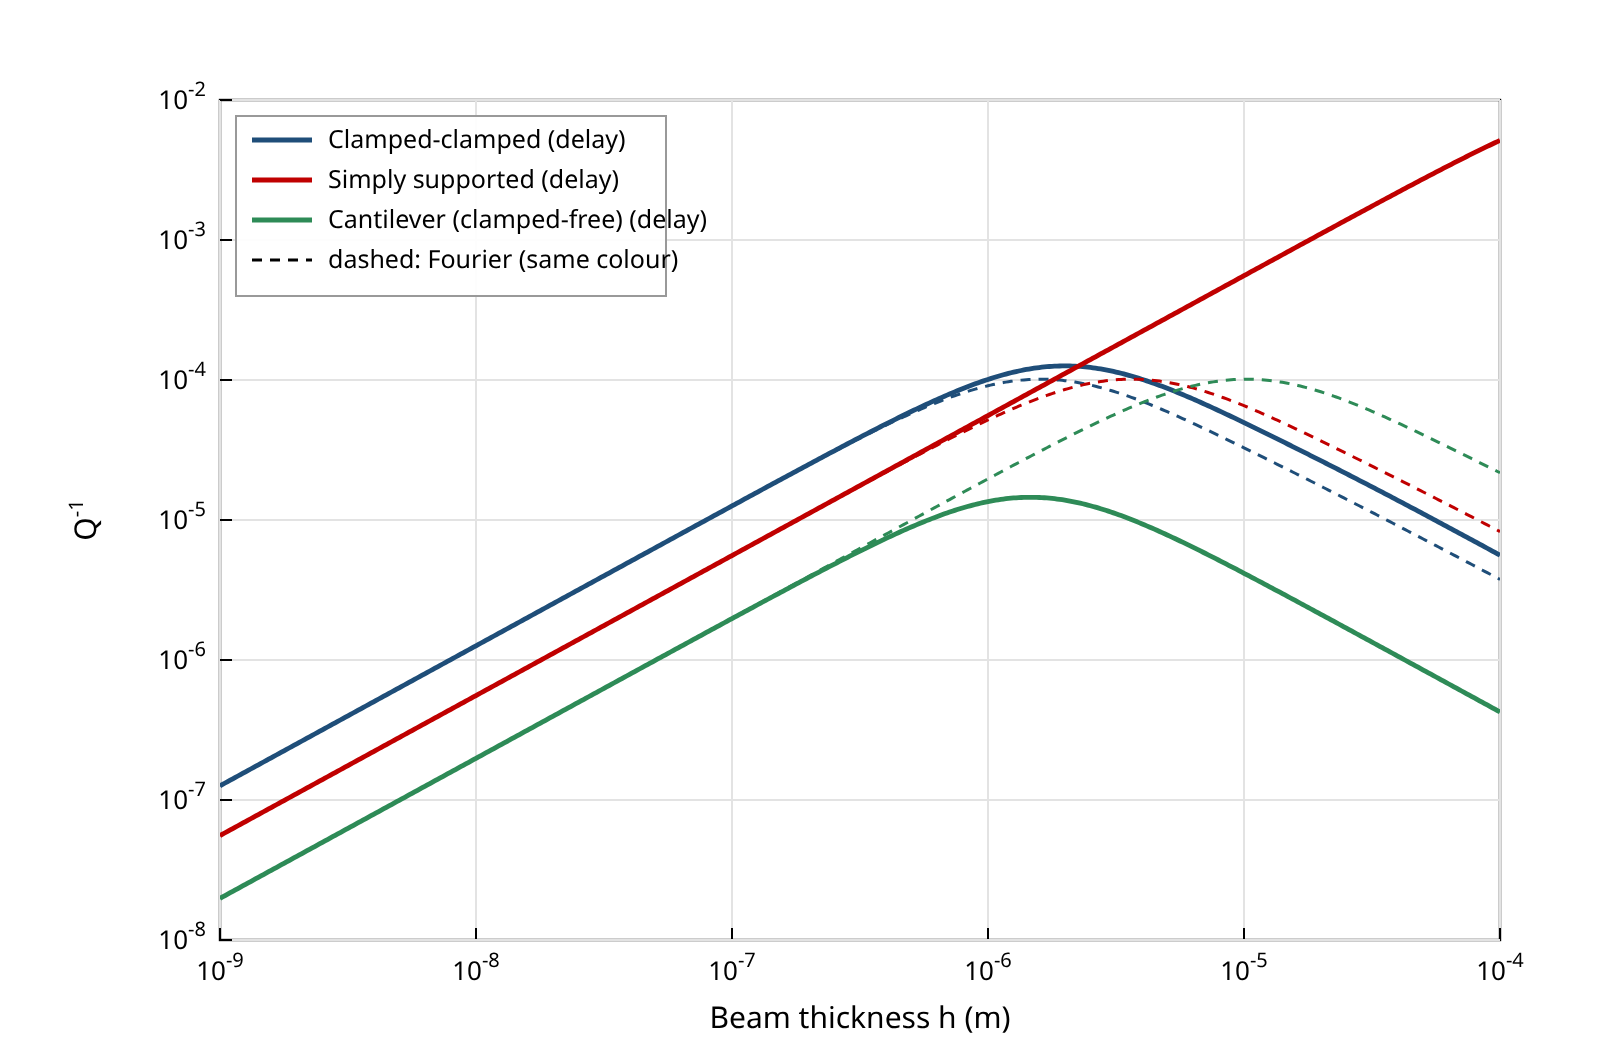 10-2
10-3
10-4
10-5
10-6
10-7
10-8
Q-1
Clamped-clamped (delay)
Simply supported (delay)
Cantilever (clamped-free) (delay)
dashed: Fourier (same colour)
10-9 10-8 10-7 10-6 10-5 10-4
Beam thickness h (m)